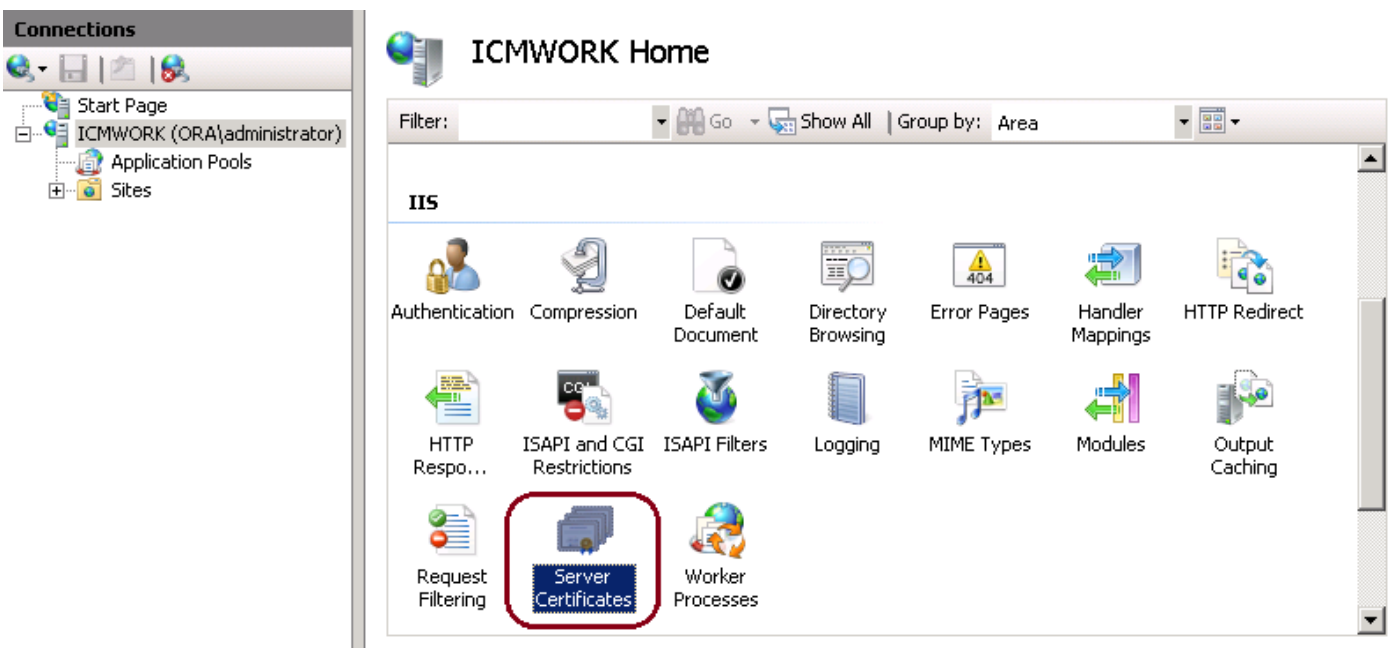 Connections
Start Page
ICMWORK (ORA\administrator)
Application Pools
Sites
ICMWORK Home
Filter: Go Show All Group by: Area
IIS
Authentication Compression Default Directory Error Pages Handler HTTP Redirect
Document Browsing Mappings
404
CGI
HTTP ISAPI and CGI ISAPI Filters Logging MIME Types Modules Output
Respo... Restrictions Caching
Request Server Worker
Filtering Certificates Processes